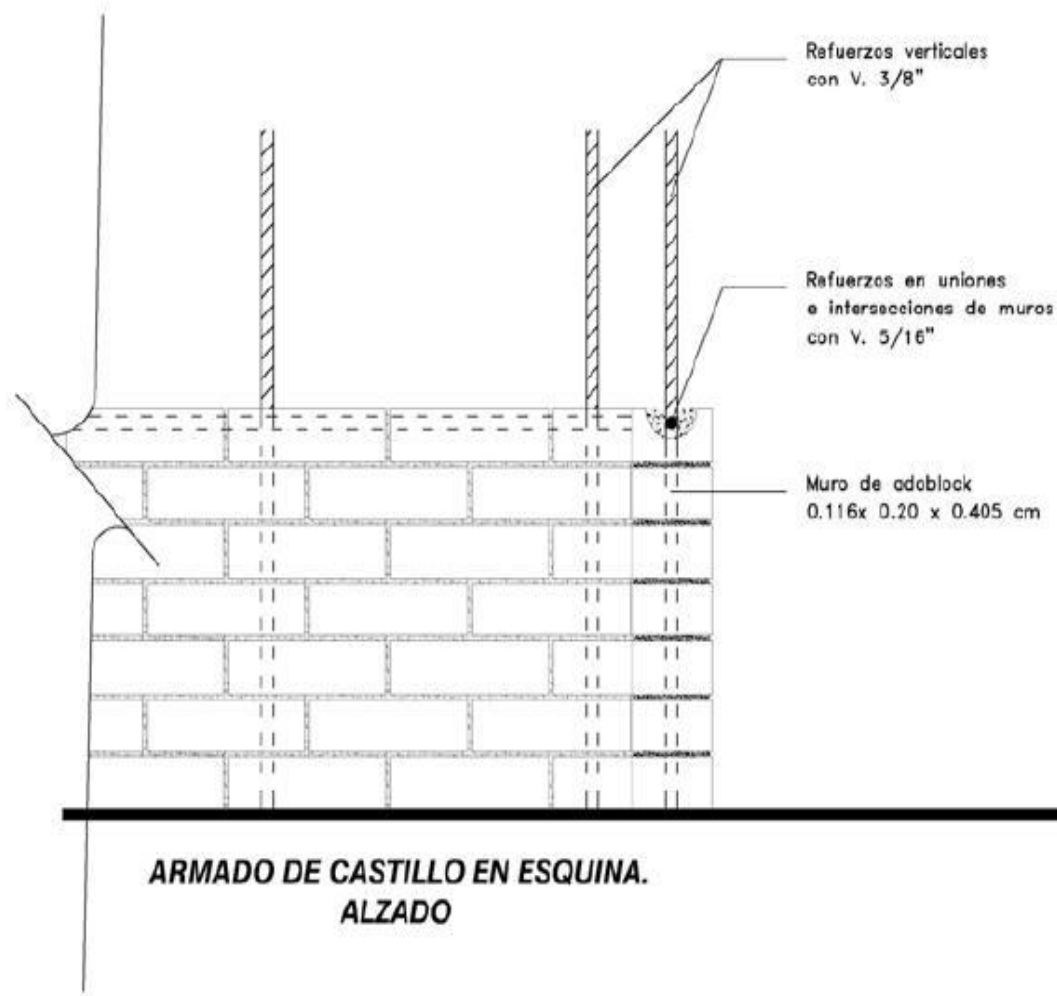 Refuerzos verticales
con V. 3/8"
Refuerzos en uniones
e intersecciones de muros
con V. 5/16"
Muro de adoblock
0.116x 0.20 x 0.405 cm
ARMADO DE CASTILLO EN ESQUINA.
ALZADO